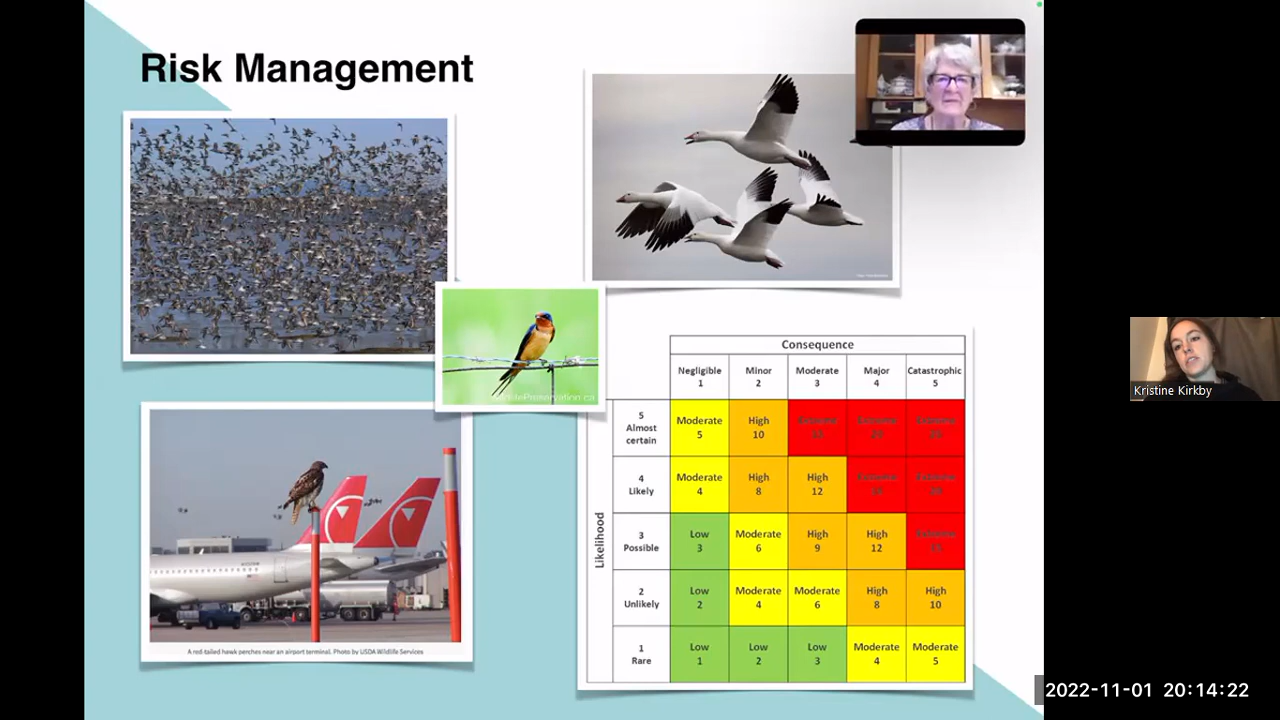 Risk Management
Consequence
Negligible 1
Minor 2
Moderate 3
Major 4
Catastrophic 5
Likelihood
5 Almost certain
Moderate 5
High 10
4 Likely
Moderate 4
High 8
High 12
3 Possible
Low 3
Moderate 6
High 9
High 12
2 Unlikely
Low 2
Moderate 4
Moderate 6
High 8
High 10
1 Rare
Low 1
Low 2
Low 3
Moderate 4
Moderate 5
A red-tailed hawk perches near an airport terminal. Photo by USDA Wildlife Services
Kristine Kirkby
2022-11-01 20:14:22